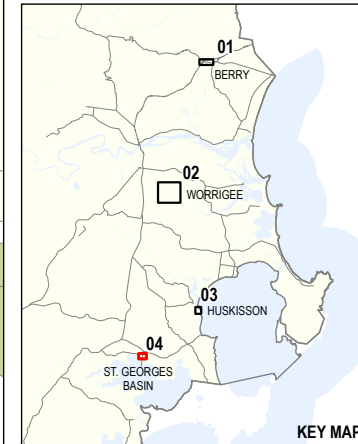 01
BERRY
02
WORRIGEE
03
HUSKISSON
04
ST. GEORGES
BASIN
KEY MAP